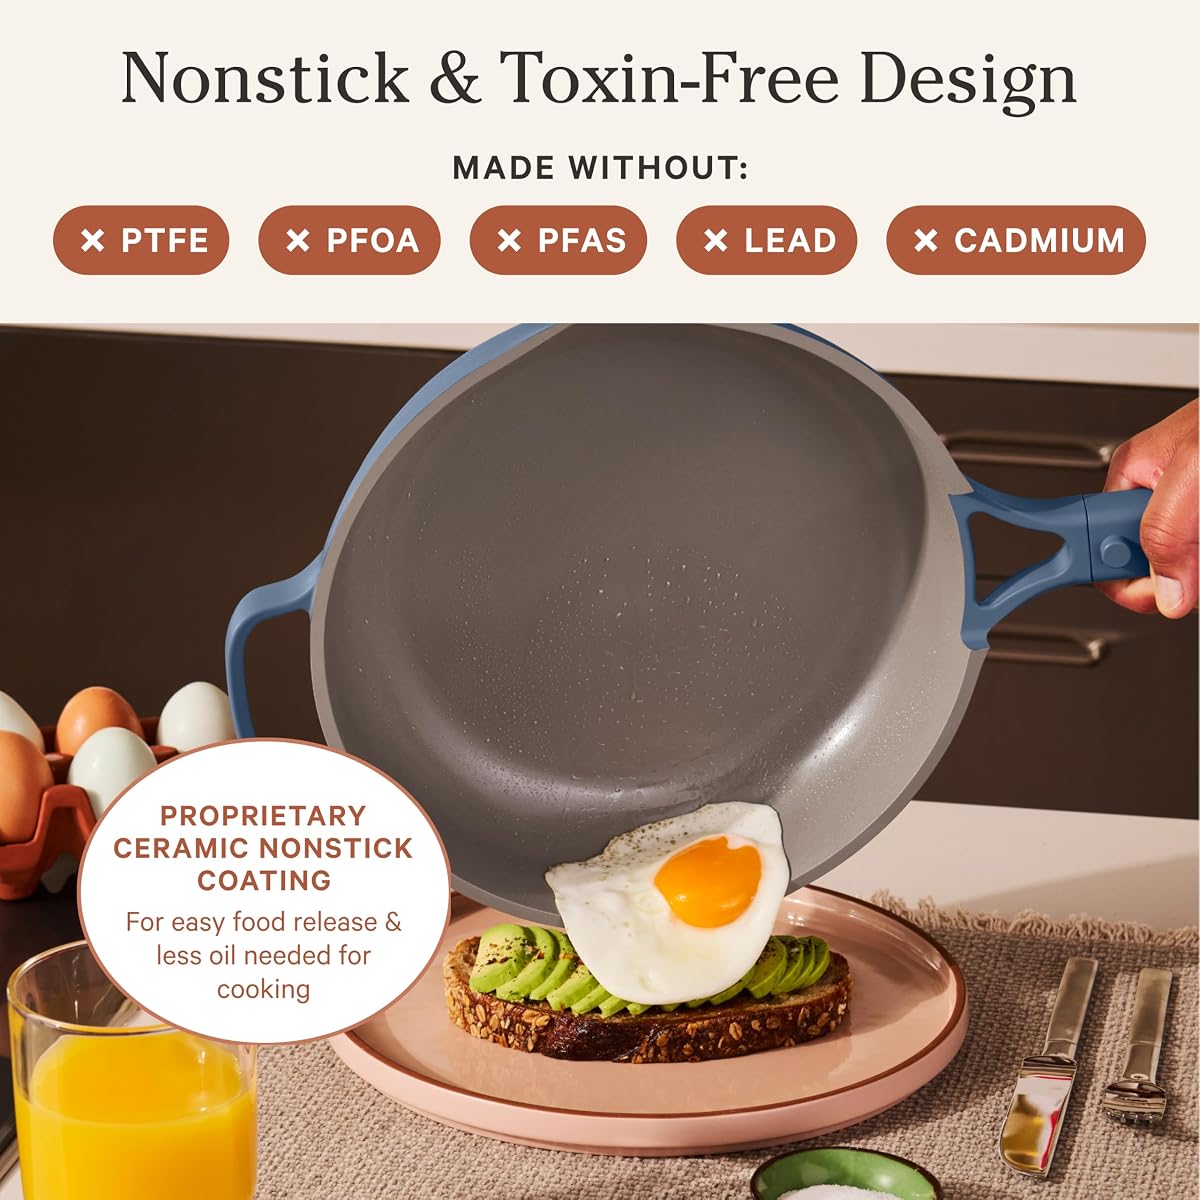 Nonstick & Toxin-Free Design
MADE WITHOUT:
× PTFE × PFOA × PFAS × LEAD × CADMIUM
PROPRIETARY
CERAMIC NONSTICK
COATING
For easy food release &
less oil needed for
cooking